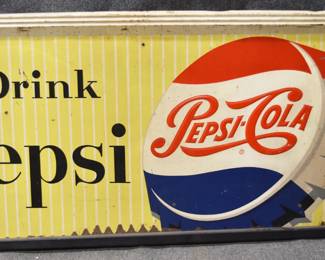 Drink
epsi
PEPSI-COLA
®